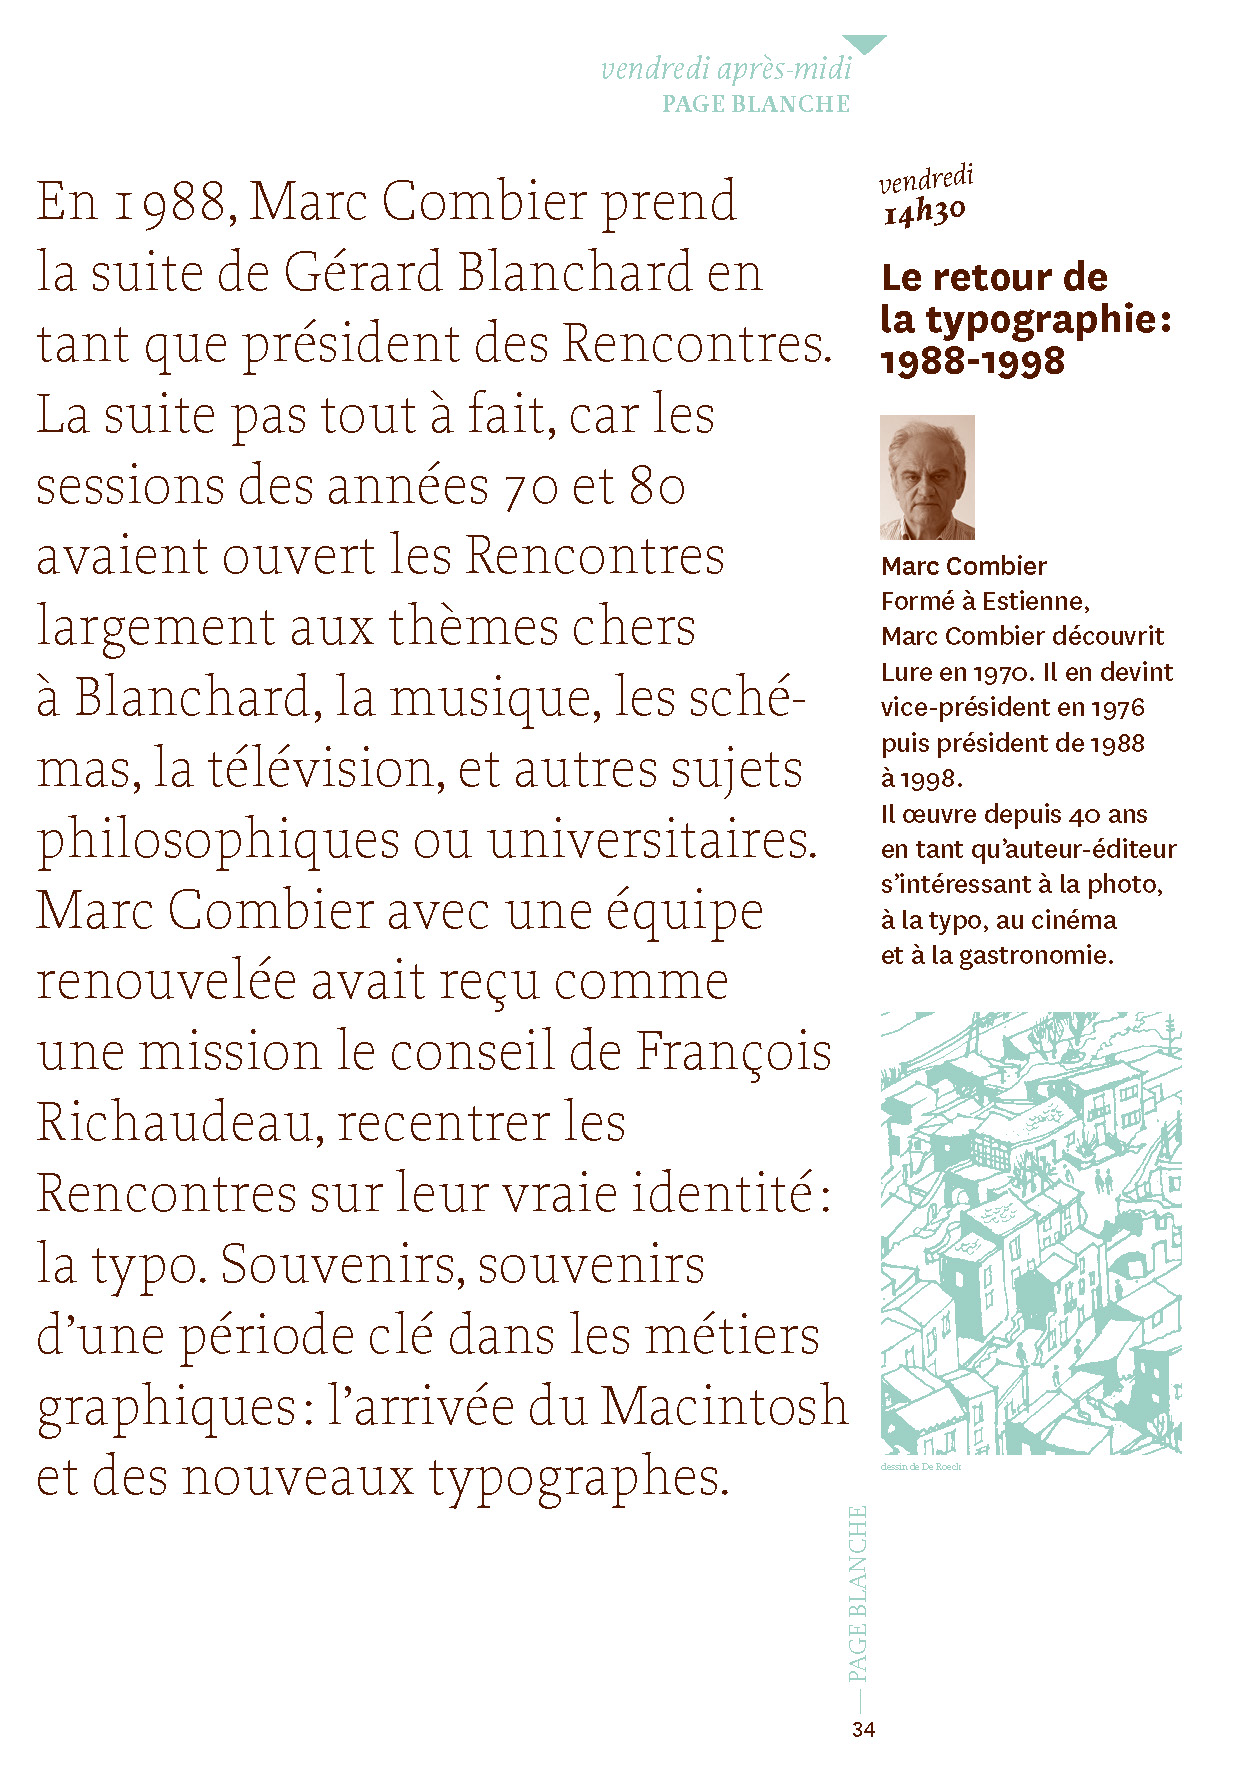 vendredi après-midi
PAGE BLANCHE
En 1988, Marc Combier prend
la suite de Gérard Blanchard en
tant que président des Rencontres.
La suite pas tout à fait, car les
sessions des années 70 et 80
avaient ouvert les Rencontres
largement aux thèmes chers
à Blanchard, la musique, les sché-
mas, la télévision, et autres sujets
philosophiques ou universitaires.
Marc Combier avec une équipe
renouvelée avait reçu comme
une mission le conseil de François
Richaudeau, recentrer les
Rencontres sur leur vraie identité :
la typo. Souvenirs, souvenirs
d’une période clé dans les métiers
graphiques : l’arrivée du Macintosh
et des nouveaux typographes.
vendredi
14h30
Le retour de
la typographie :
1988-1998
Marc Combier
Formé à Estienne,
Marc Combier découvrit
Lure en 1970. Il en devint
vice-président en 1976
puis président de 1988
à 1998.
Il œuvre depuis 40 ans
en tant qu’auteur-éditeur
s’intéressant à la photo,
à la typo, au cinéma
et à la gastronomie.
dessin de De Roeck
— PAGE BLANCHE
34